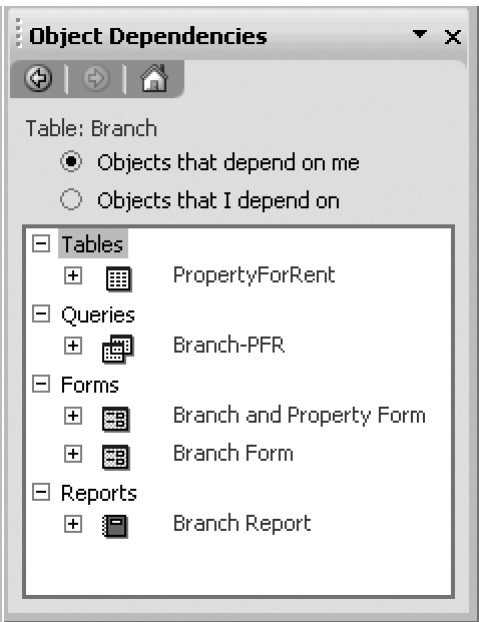 Object Dependencies
Table: Branch
Objects that depend on me
Objects that I depend on
Tables
PropertyForRent
Queries
Branch-PFR
Forms
Branch and Property Form
Branch Form
Reports
Branch Report